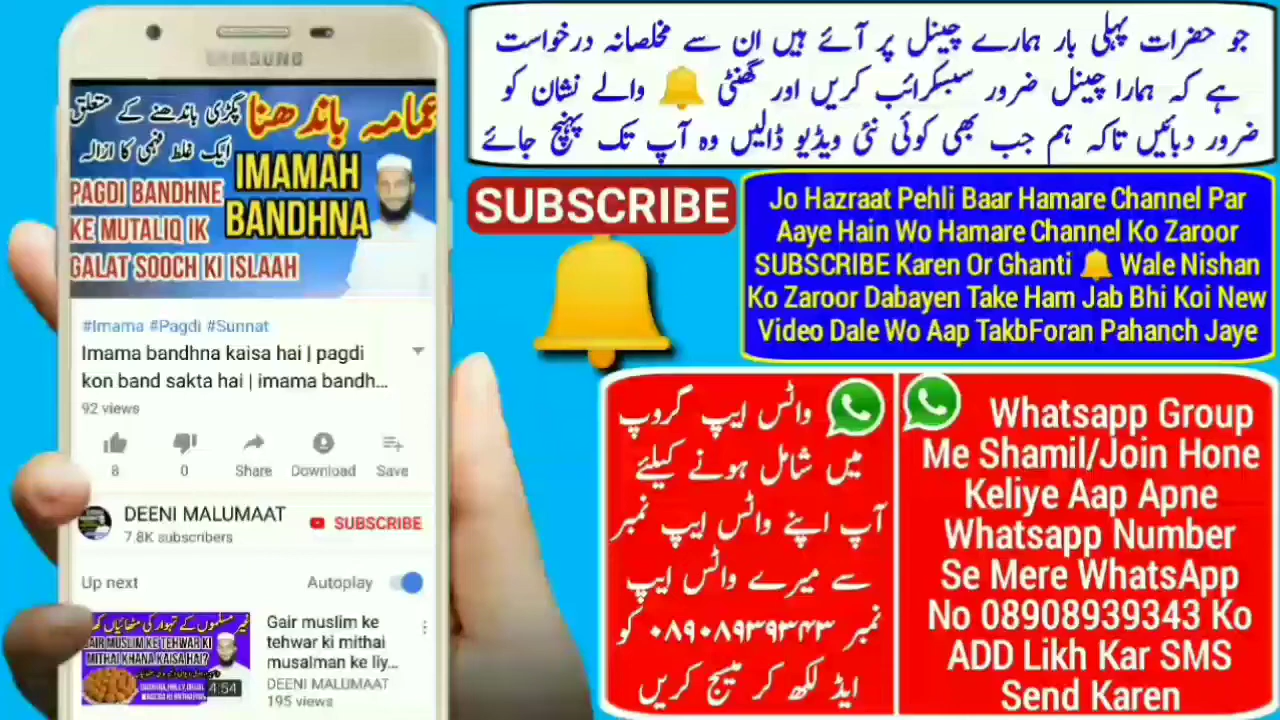 SAMSUNG
عمامہ باندھنا
پگڑی باندھنے کے متعلق
ایک غلط فہمی کا ازالہ
IMAMAH
BANDHNA
PAGDI BANDHNE
KE MUTALIQ IK
GALAT SOOCH KI ISLAAH
#Imama #Pagdi #Sunnat
Imama bandhna kaisa hai | pagdi
kon band sakta hai | imama bandh...
92 views
8
0
Share
Download
Save
DEENI MALUMAAT
7.8K subscribers
SUBSCRIBE
Up next
Autoplay
غیر مسلموں کے تہوار کی مٹھائیاں
GAIR MUSLIM KE TEHWAR KI
MITHAI KHANA KAISA HAI?
4:54
Gair muslim ke
tehwar ki mithai
musalman ke liy...
DEENI MALUMAAT
195 views
جو حضرات پہلی بار ہمارے چینل پر آئے ہیں ان سے مخلصانہ درخواست
ہے کہ ہمارا چینل ضرور سبسکرائب کریں اور گھنٹی 🔔 والے نشان کو
ضرور دبائیں تاکہ ہم جب بھی کوئی نئی ویڈیو ڈالیں وہ آپ تک پہنچ جائے
SUBSCRIBE
Jo Hazraat Pehli Baar Hamare Channel Par
Aaye Hain Wo Hamare Channel Ko Zaroor
SUBSCRIBE Karen Or Ghanti 🔔 Wale Nishan
Ko Zaroor Dabayen Take Ham Jab Bhi Koi New
Video Dale Wo Aap TakbForan Pahanch Jaye
واٹس ایپ گروپ
میں شامل ہونے کیلئے
آپ اپنے واٹس ایپ نمبر
سے میرے واٹس ایپ
نمبر ۰۸۹۰۸۹۳۹۳۴۳ کو
ایڈ لکھ کر میسج کریں
Whatsapp Group
Me Shamil/Join Hone
Keliye Aap Apne
Whatsapp Number
Se Mere WhatsApp
No 08908939343 Ko
ADD Likh Kar SMS
Send Karen